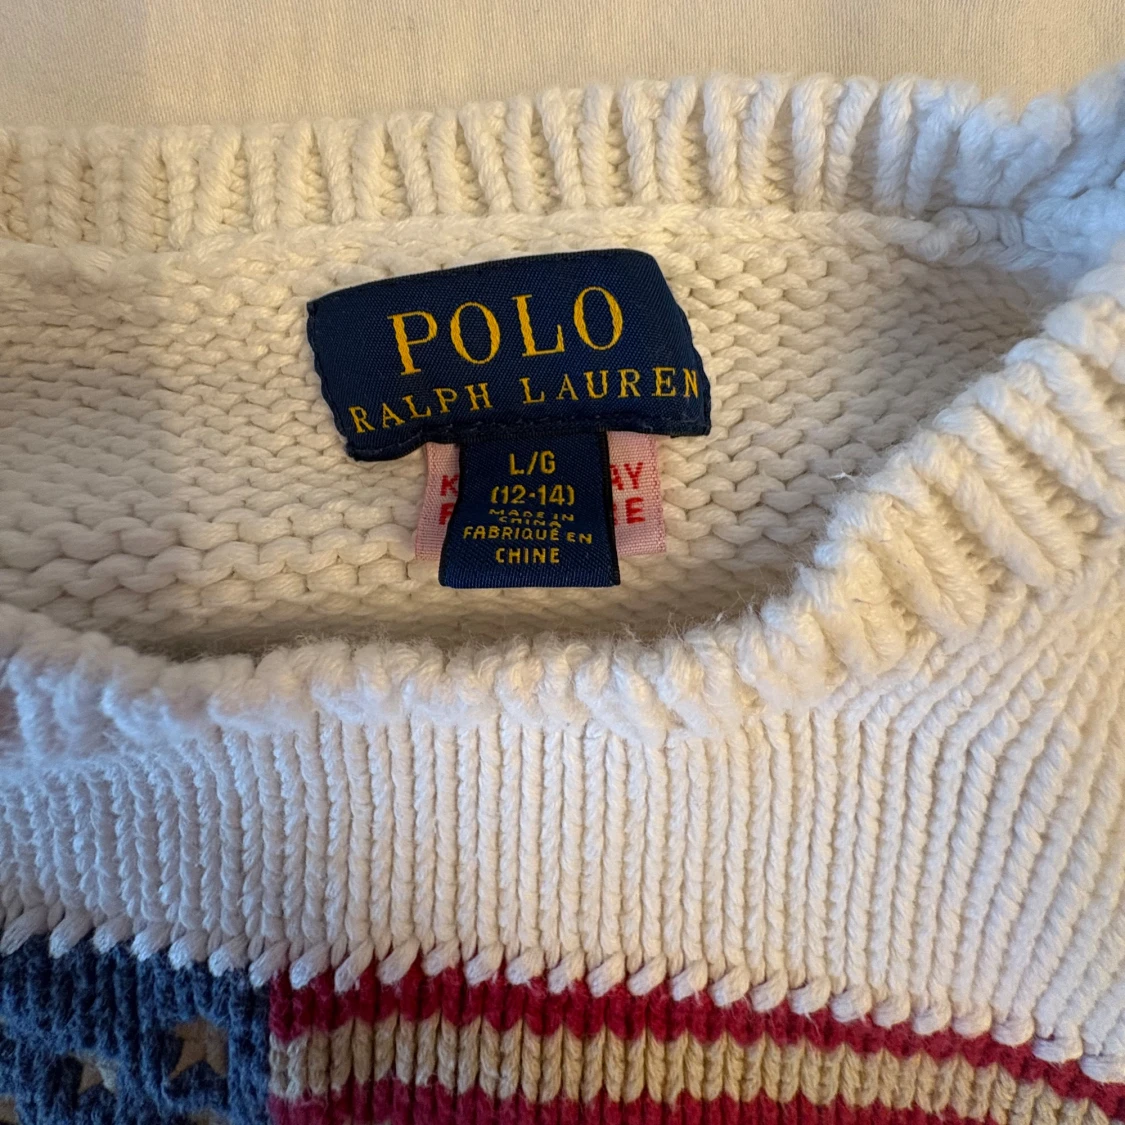 POLO
RALPH LAUREN
L/G
(12-14)
MADE IN
CHINA
FABRIQUÉ EN
CHINE